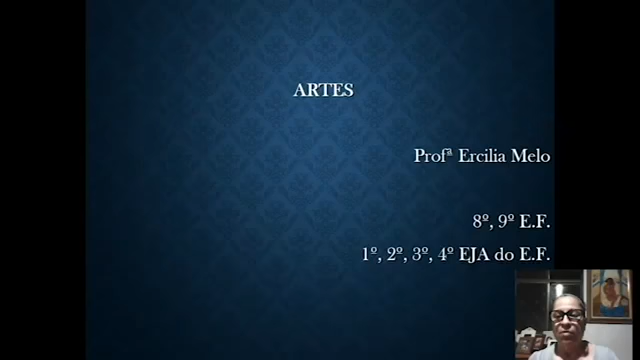 ARTES
Profª Ercilia Melo
8º, 9º E.F.
1º, 2º, 3º, 4º EJA do E.F.